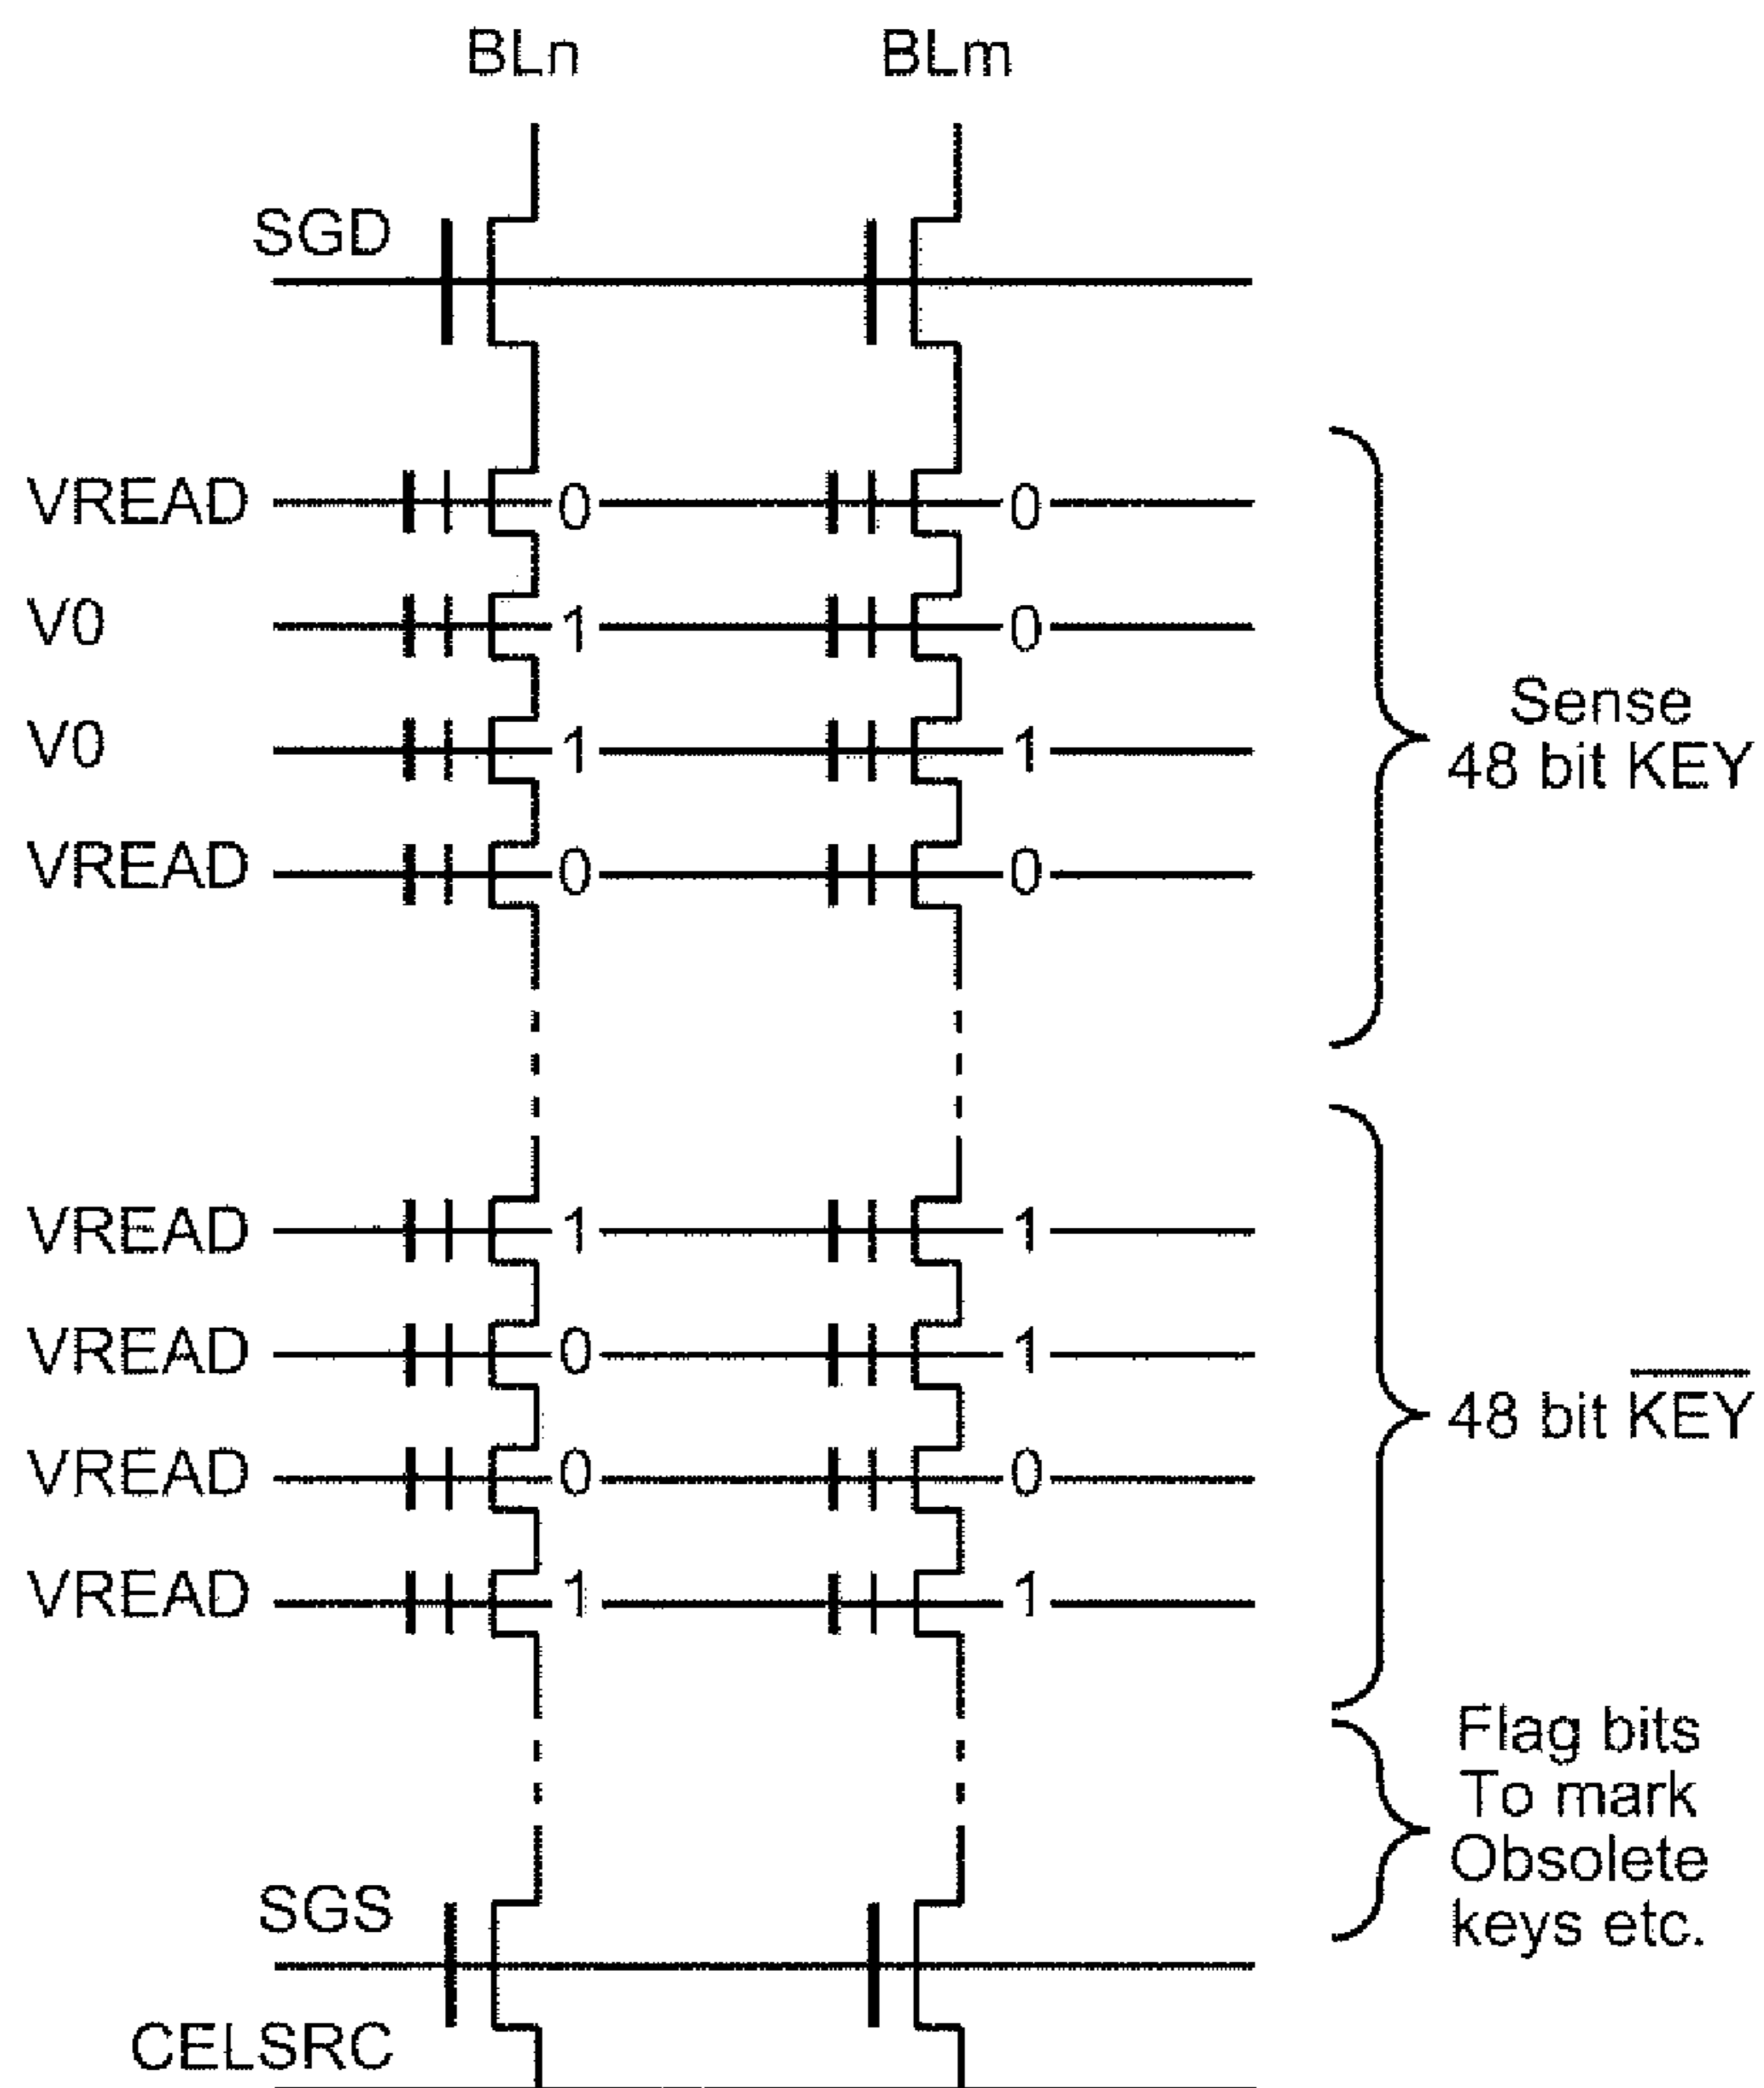 BLn BLm
SGD
VREAD 0 0
V0 1 0
V0 1 1
VREAD 0 0
Sense
48 bit KEY
VREAD 1 1
VREAD 0 1
VREAD 0 0
VREAD 1 1
48 bit K̅E̅Y̅
Flag bits
To mark
Obsolete
keys etc.
SGS
CELSRC